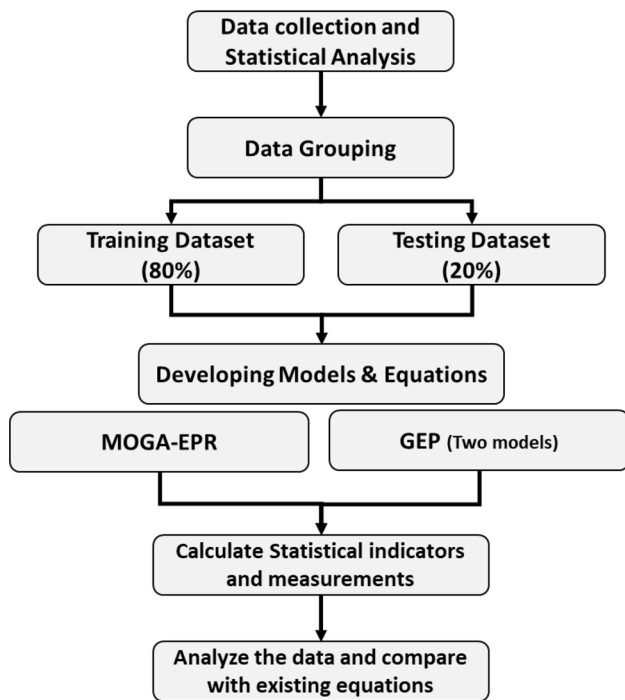 Data collection and
Statistical Analysis
Data Grouping
Training Dataset
(80%)
Testing Dataset
(20%)
Developing Models & Equations
MOGA-EPR
GEP (Two models)
Calculate Statistical indicators
and measurements
Analyze the data and compare
with existing equations